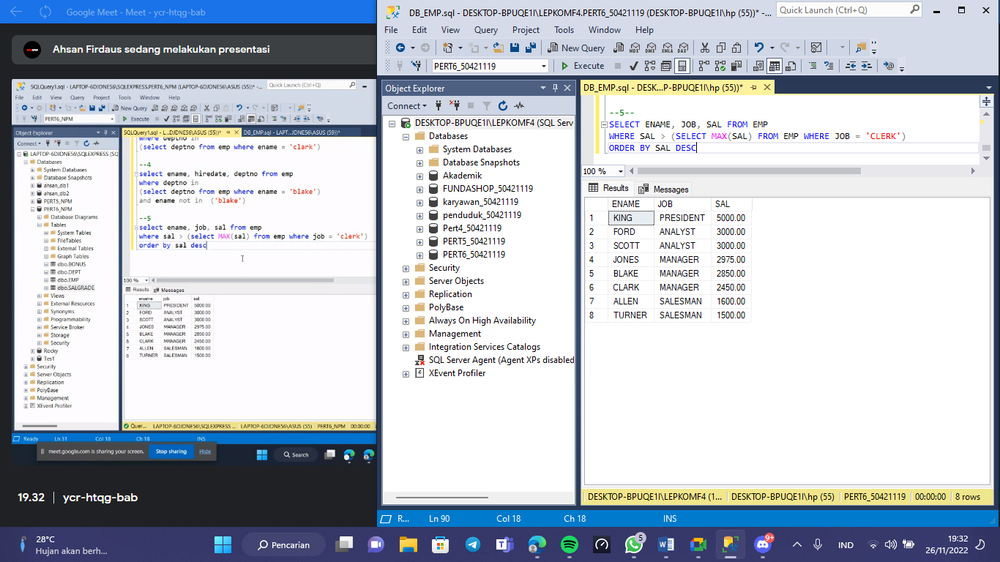 Google Meet - Meet - ycr-htqg-bab
Ahsan Firdaus sedang melakukan presentasi
SQLQuery1.sql - LAPTOP-6DJDNE56\SQLEXPRESS.PERT6_NPM (LAPTOP-6DJDNE56\ASUS (55))* -...
Quick Launch (Ctrl+Q)
File Edit View Query Project Tools Window Help
New Query
PERT6_NPM Execute
Object Explorer
Connect
LAPTOP-6DJDNE56\SQLEXPRESS (SQ
Databases
System Databases
Database Snapshots
ahsan_db1
ahsan_db2
PERT5_NPM
PERT6_NPM
Database Diagrams
Tables
System Tables
FileTables
External Tables
Graph Tables
dbo.BONUS
dbo.DEPT
dbo.EMP
dbo.SALGRADE
Views
External Resources
Synonyms
Programmability
Service Broker
Storage
Security
Rocky
Tes1
Security
Server Objects
Replication
PolyBase
Management
XEvent Profiler
SQLQuery1.sql - L...DJDNE56\ASUS (55))* DB_EMP.sql - LAPT...JDNE56\ASUS (59))*
where deptno in
(select deptno from emp where ename = 'clark')
--4
select ename, hiredate, deptno from emp
where deptno in
(select deptno from emp where ename = 'blake')
and ename not in ('blake')
--5
select ename, job, sal from emp
where sal > (select MAX(sal) from emp where job = 'clerk')
order by sal desc
100 %
Results Messages
ename job sal
1 KING PRESIDENT 5000.00
2 FORD ANALYST 3000.00
3 SCOTT ANALYST 3000.00
4 JONES MANAGER 2975.00
5 BLAKE MANAGER 2850.00
6 CLARK MANAGER 2450.00
7 ALLEN SALESMAN 1600.00
8 TURNER SALESMAN 1500.00
Quer... LAPTOP-6DJDNE56\SQLEXPRESS ... LAPTOP-6DJDNE56\ASUS (55) PERT6_NPM 00:00:00
Ready Ln 31 Col 18 Ch 18 INS
meet.google.com is sharing your screen. Stop sharing Hide
Search
19.32 | ycr-htqg-bab
DB_EMP.sql - DESKTOP-BPUQE1I\LEPKOMF4.PERT6_50421119 (DESKTOP-BPUQE1I\hp (55))* -...
Quick Launch (Ctrl+Q)
File Edit View Query Project Tools Window Help
New Query MDX DMX XMLA DAX
PERT6_50421119 Execute
Object Explorer
Connect
DESKTOP-BPUQE1I\LEPKOMF4 (SQL Serv
Databases
System Databases
Database Snapshots
Akademik
FUNDASHOP_50421119
karyawan_50421119
penduduk_50421119
Pert4_50421119
PERT5_50421119
PERT6_50421119
Security
Server Objects
Replication
PolyBase
Always On High Availability
Management
Integration Services Catalogs
SQL Server Agent (Agent XPs disabled
XEvent Profiler
DB_EMP.sql - DESK...P-BPUQE1I\hp (55))*
--5--
SELECT ENAME, JOB, SAL FROM EMP
WHERE SAL > (SELECT MAX(SAL) FROM EMP WHERE JOB = 'CLERK')
ORDER BY SAL DESC
100 %
Results Messages
ENAME JOB SAL
1 KING PRESIDENT 5000.00
2 FORD ANALYST 3000.00
3 SCOTT ANALYST 3000.00
4 JONES MANAGER 2975.00
5 BLAKE MANAGER 2850.00
6 CLARK MANAGER 2450.00
7 ALLEN SALESMAN 1600.00
8 TURNER SALESMAN 1500.00
DESKTOP-BPUQE1I\LEPKOMF4 (1... DESKTOP-BPUQE1I\hp (55) PERT6_50421119 00:00:00 8 rows
R... Ln 90 Col 18 Ch 18 INS
28°C
Hujan akan berh...
Pencarian
5
9+
IND
19:32
26/11/2022